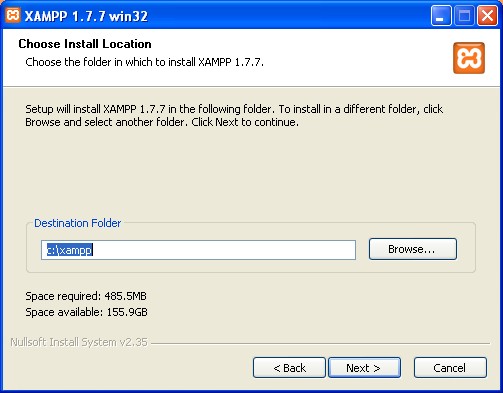 XAMPP 1.7.7 win32
Choose Install Location
Choose the folder in which to install XAMPP 1.7.7.
Setup will install XAMPP 1.7.7 in the following folder. To install in a different folder, click
Browse and select another folder. Click Next to continue.
Destination Folder
c:\xampp
Browse...
Space required: 485.5MB
Space available: 155.9GB
Nullsoft Install System v2.35
< Back
Next >
Cancel